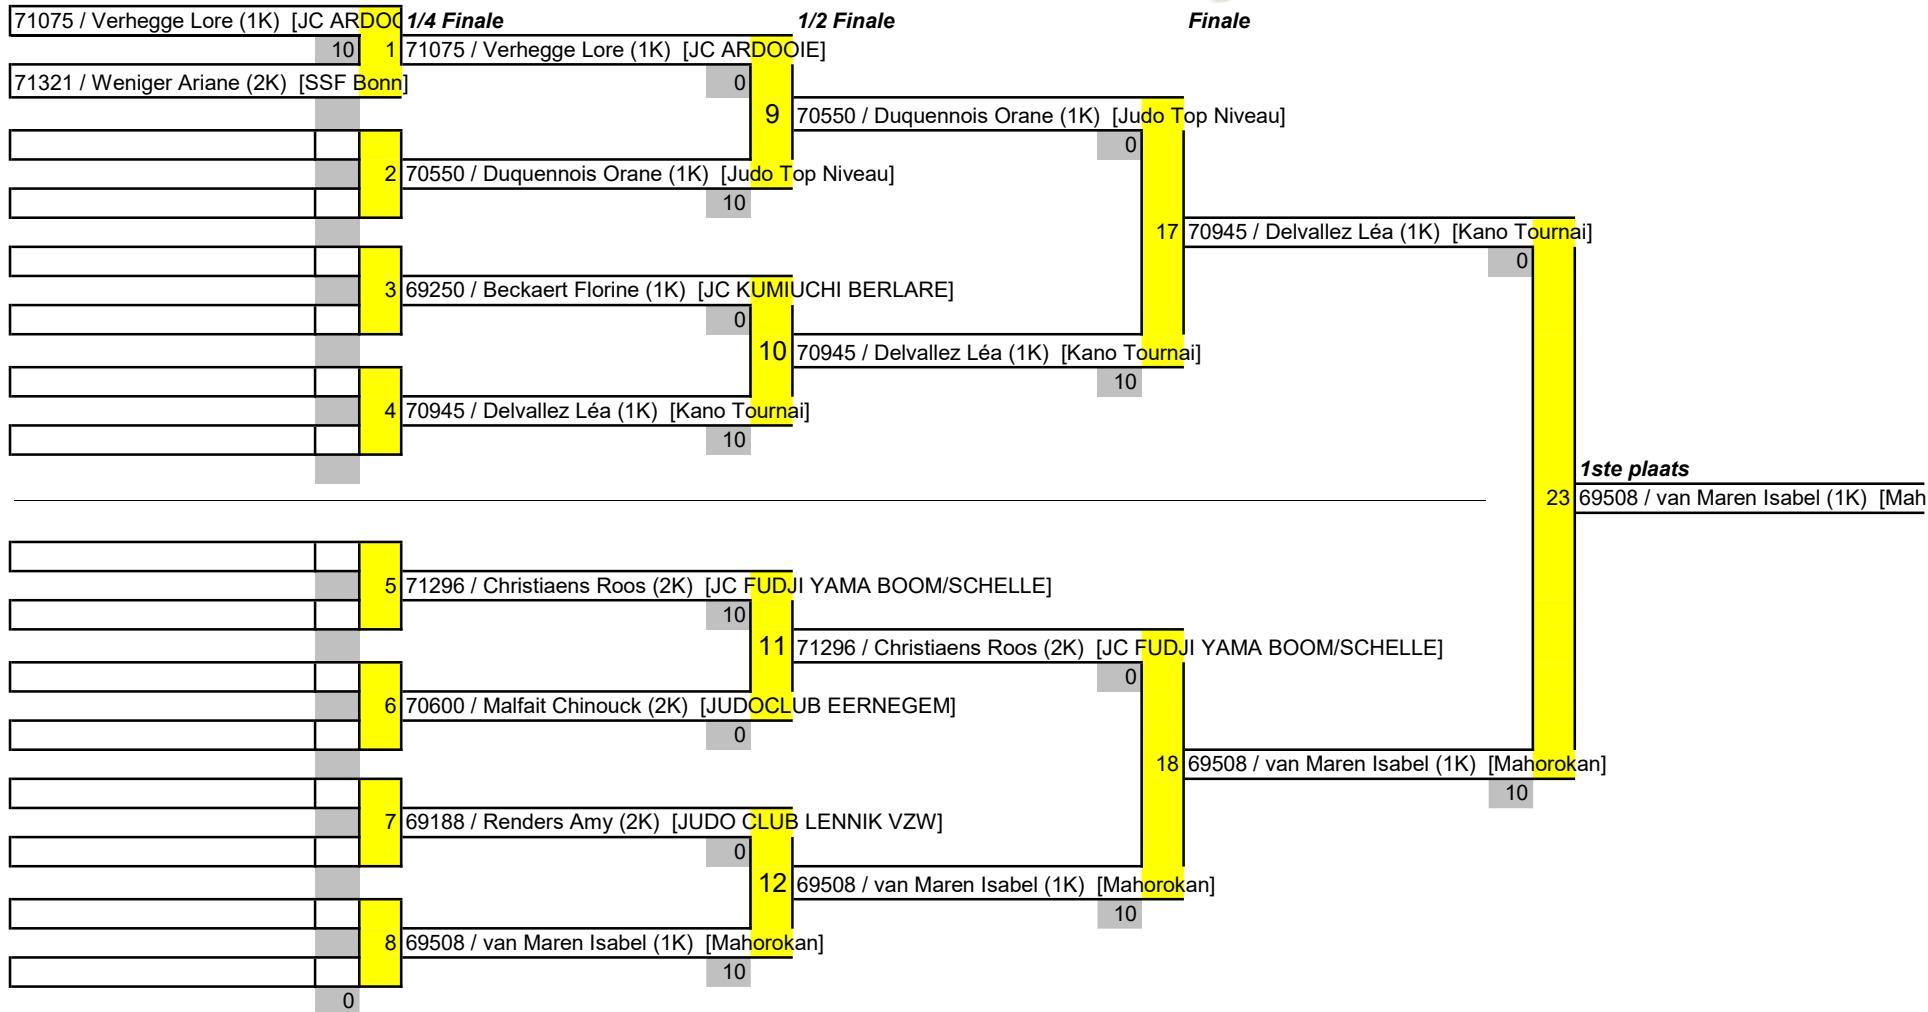 71075 / Verhegge Lore (1K)  [JC ARDOO
1/4 Finale
1/2 Finale
Finale
10
1
71075 / Verhegge Lore (1K)  [JC ARDOOIE]
71321 / Weniger Ariane (2K)  [SSF Bonn]
0
9
70550 / Duquennois Orane (1K)  [Judo Top Niveau]
0
2
70550 / Duquennois Orane (1K)  [Judo Top Niveau]
10
17
70945 / Delvallez Léa (1K)  [Kano Tournai]
0
3
69250 / Beckaert Florine (1K)  [JC KUMIUCHI BERLARE]
0
10
70945 / Delvallez Léa (1K)  [Kano Tournai]
10
4
70945 / Delvallez Léa (1K)  [Kano Tournai]
10
1ste plaats
23
69508 / van Maren Isabel (1K)  [Mah
5
71296 / Christiaens Roos (2K)  [JC FUDJI YAMA BOOM/SCHELLE]
10
11
71296 / Christiaens Roos (2K)  [JC FUDJI YAMA BOOM/SCHELLE]
0
6
70600 / Malfait Chinouck (2K)  [JUDOCLUB EERNEGEM]
0
18
69508 / van Maren Isabel (1K)  [Mahorokan]
10
7
69188 / Renders Amy (2K)  [JUDO CLUB LENNIK VZW]
0
12
69508 / van Maren Isabel (1K)  [Mahorokan]
10
8
69508 / van Maren Isabel (1K)  [Mahorokan]
10
0